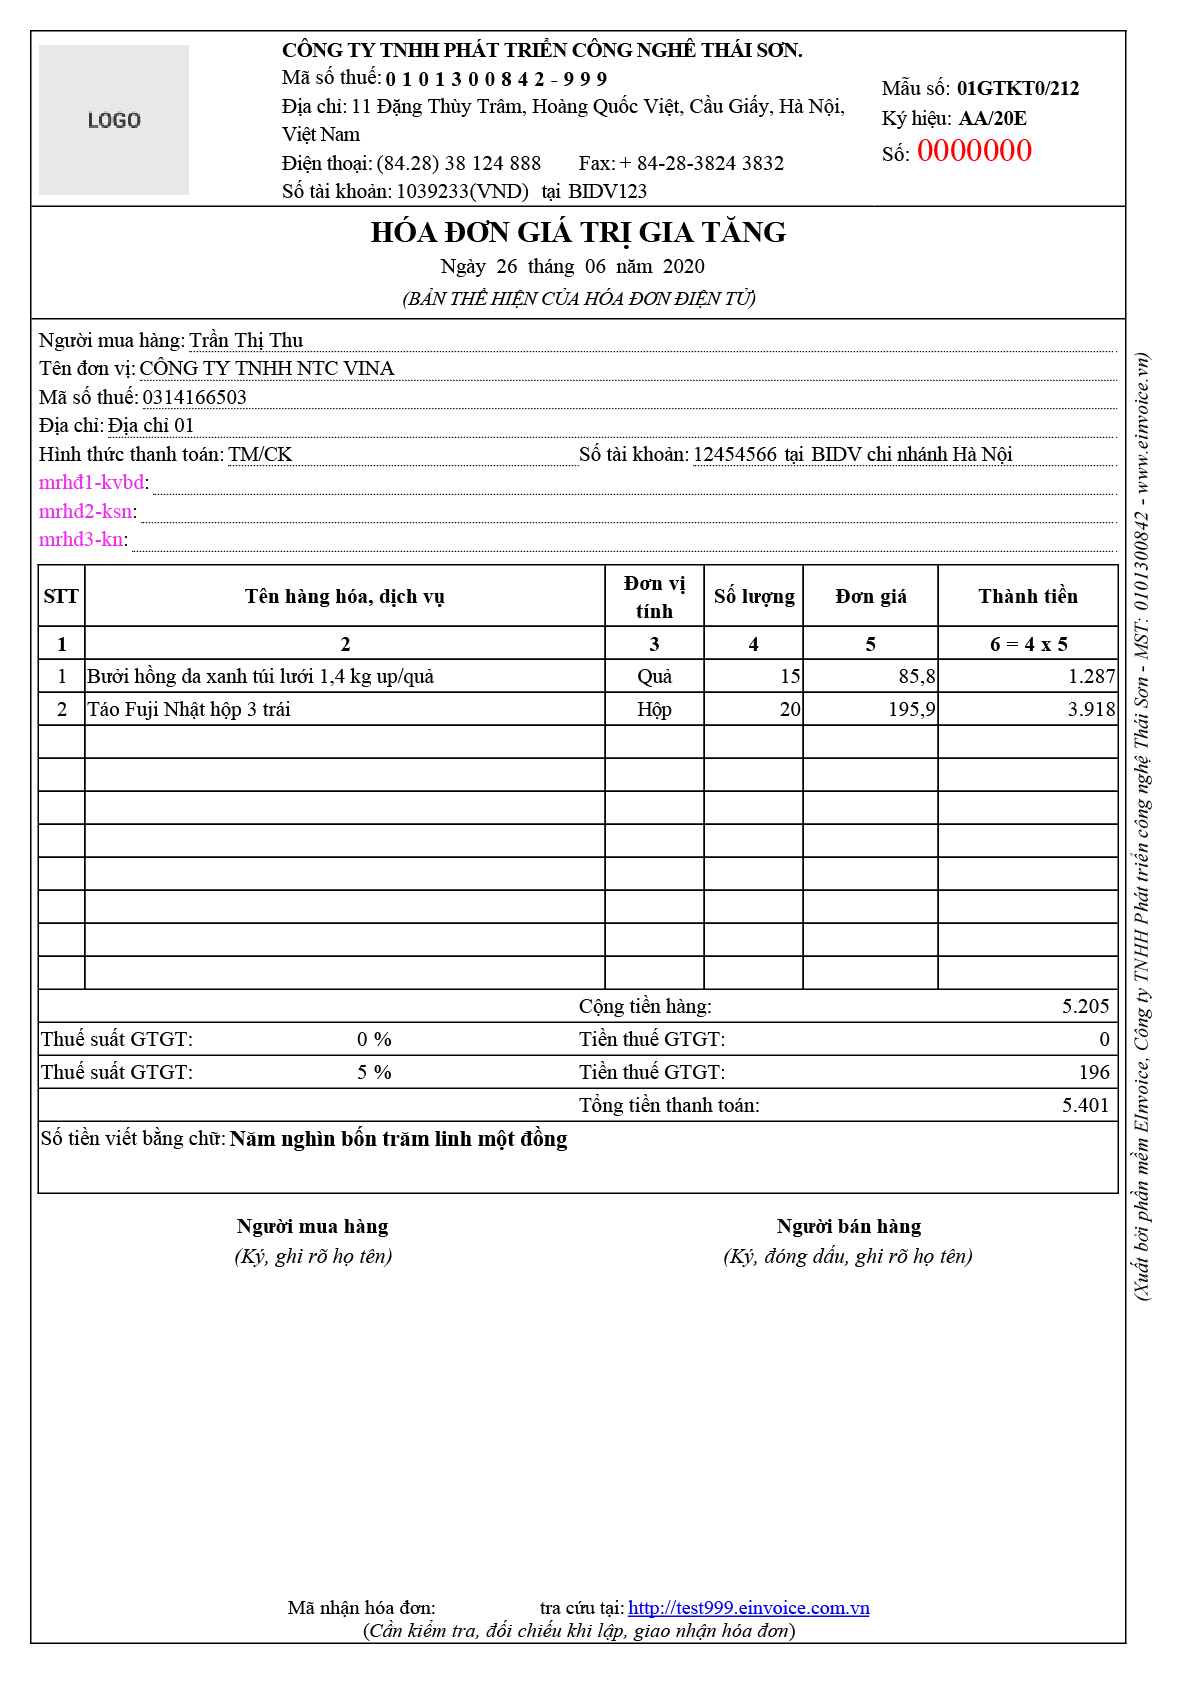 LOGO
CÔNG TY TNHH PHÁT TRIỂN CÔNG NGHỆ THÁI SƠN.
Mã số thuế: 0101300842-999
Địa chỉ: 11 Đặng Thùy Trâm, Hoàng Quốc Việt, Cầu Giấy, Hà Nội,
Việt Nam
Điện thoại: (84.28) 38 124 888 Fax: + 84-28-3824 3832
Số tài khoản: 1039233(VND) tại BIDV123
Mẫu số: 01GTKT0/212
Ký hiệu: AA/20E
Số: 0000000
HÓA ĐƠN GIÁ TRỊ GIA TĂNG
Ngày 26 tháng 06 năm 2020
(BẢN THỂ HIỆN CỦA HÓA ĐƠN ĐIỆN TỬ)
Người mua hàng: Trần Thị Thu
Tên đơn vị: CÔNG TY TNHH NTC VINA
Mã số thuế: 0314166503
Địa chỉ: Địa chỉ 01
Hình thức thanh toán: TM/CK Số tài khoản: 12454566 tại BIDV chi nhánh Hà Nội
mrhđ1-kvbd:
mrhd2-ksn:
mrhd3-kn:
STT Tên hàng hóa, dịch vụ Đơn vị tính Số lượng Đơn giá Thành tiền
1 2 3 4 5 6 = 4 x 5
1 Bưởi hồng da xanh túi lưới 1,4 kg up/quả Quả 15 85,8 1.287
2 Táo Fuji Nhật hộp 3 trái Hộp 20 195,9 3.918
Cộng tiền hàng: 5.205
Thuế suất GTGT: 0 % Tiền thuế GTGT: 0
Thuế suất GTGT: 5 % Tiền thuế GTGT: 196
Tổng tiền thanh toán: 5.401
Số tiền viết bằng chữ: Năm nghìn bốn trăm linh một đồng
Người mua hàng Người bán hàng
(Ký, ghi rõ họ tên) (Ký, đóng dấu, ghi rõ họ tên)
Mã nhận hóa đơn: tra cứu tại: http://test999.einvoice.com.vn
(Cần kiểm tra, đối chiếu khi lập, giao nhận hóa đơn)
(Xuất bởi phần mềm EInvoice, Công ty TNHH Phát triển công nghệ Thái Sơn - MST: 0101300842 - www.einvoice.vn)